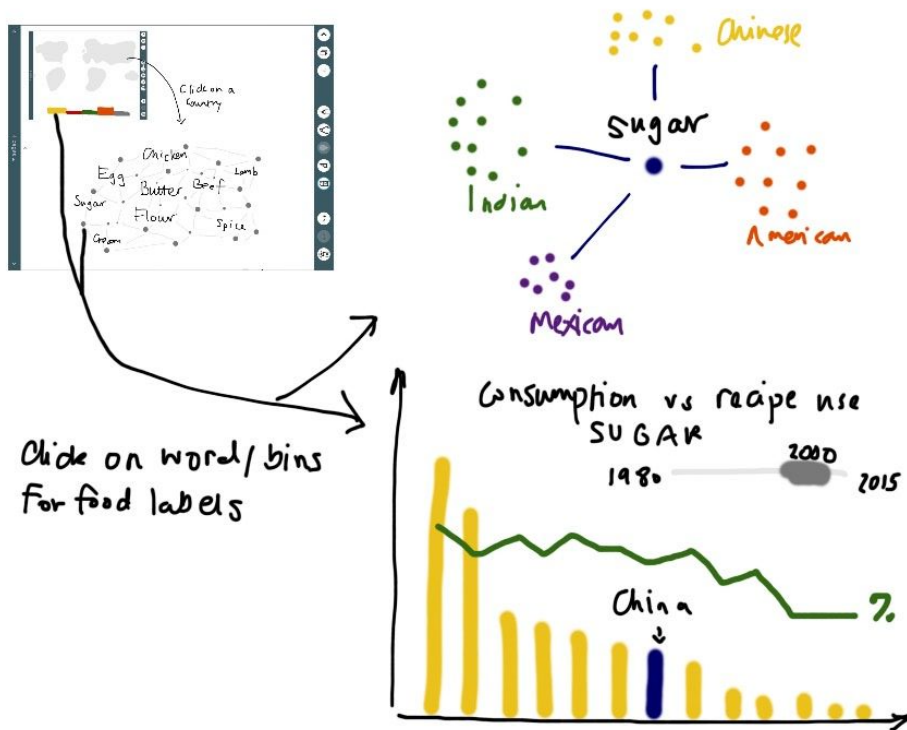 Click on a
Country
Chicken
Egg
Lamb
Butter
Beef
Sugar
Flour
Spice
Cream
Chinese
Sugar
Indian
American
Mexican
Click on word/bins
for food labels
Consumption vs recipe use
SUGAR
2000
1980
2015
China
%